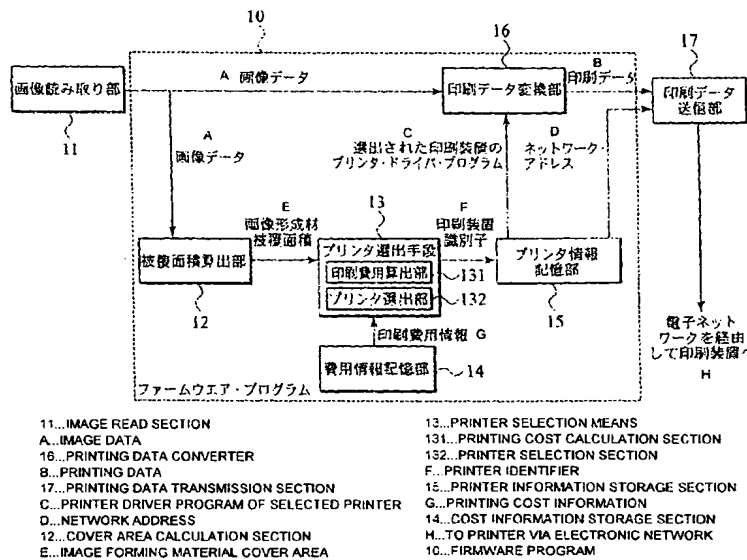 10
16
17
画像読み取り部
A 画像データ
印刷データ変換部
B
印刷データ
印刷データ
送信部
11
A
画像データ
C
選出された印刷装置の
プリンタ・ドライバ・プログラム
D
ネットワーク・
アドレス
E
画像形成材
被覆面積
13
F
印刷装置
識別子
被覆面積算出部
プリンタ選出手段
印刷費用算出部
131
プリンタ選出部
132
プリンタ情報
記憶部
12
15
印刷費用情報 G
費用情報記憶部
14
電子ネット
ワークを経由
して印刷装置へ
H
ファームウエア・プログラム
11...IMAGE READ SECTION
A...IMAGE DATA
16...PRINTING DATA CONVERTER
B...PRINTING DATA
17...PRINTING DATA TRANSMISSION SECTION
C...PRINTER DRIVER PROGRAM OF SELECTED PRINTER
D...NETWORK ADDRESS
12...COVER AREA CALCULATION SECTION
E...IMAGE FORMING MATERIAL COVER AREA
13...PRINTER SELECTION MEANS
131...PRINTING COST CALCULATION SECTION
132...PRINTER SELECTION SECTION
F...PRINTER IDENTIFIER
15...PRINTER INFORMATION STORAGE SECTION
G...PRINTING COST INFORMATION
14...COST INFORMATION STORAGE SECTION
H...TO PRINTER VIA ELECTRONIC NETWORK
10...FIRMWARE PROGRAM